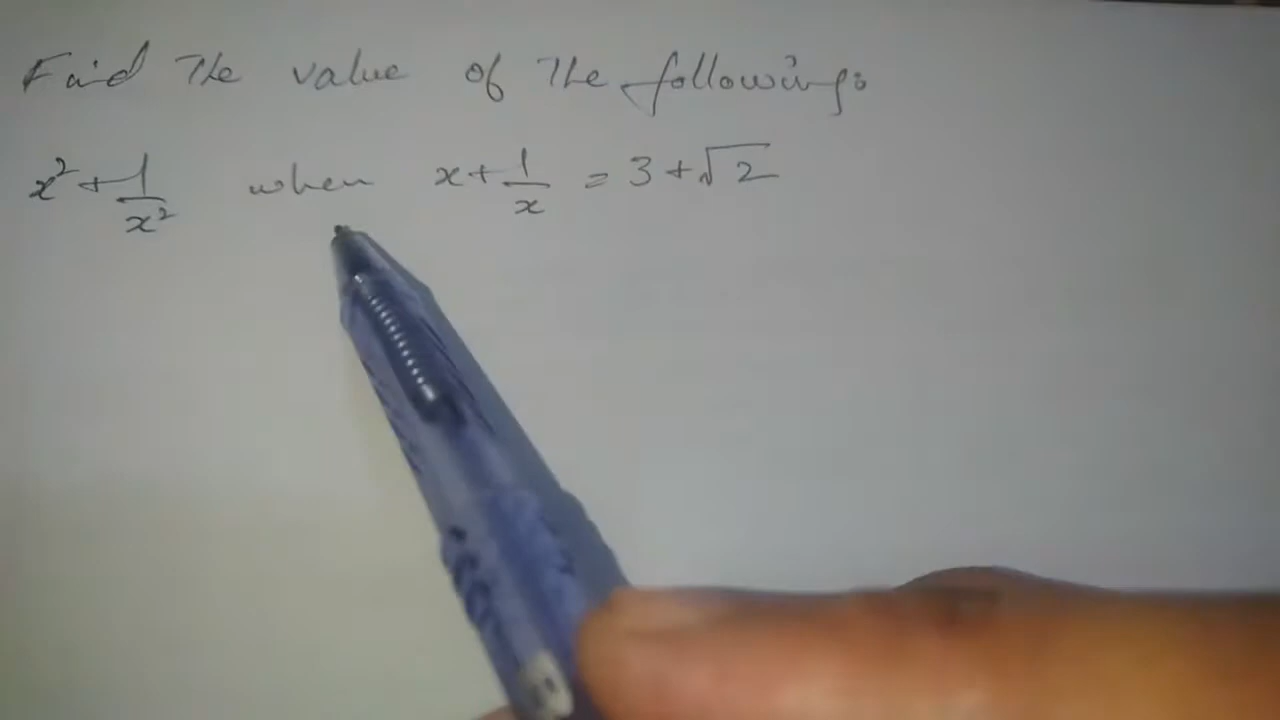 Find The value of The following:
x² + 1/x² when x + 1/x = 3 + √2